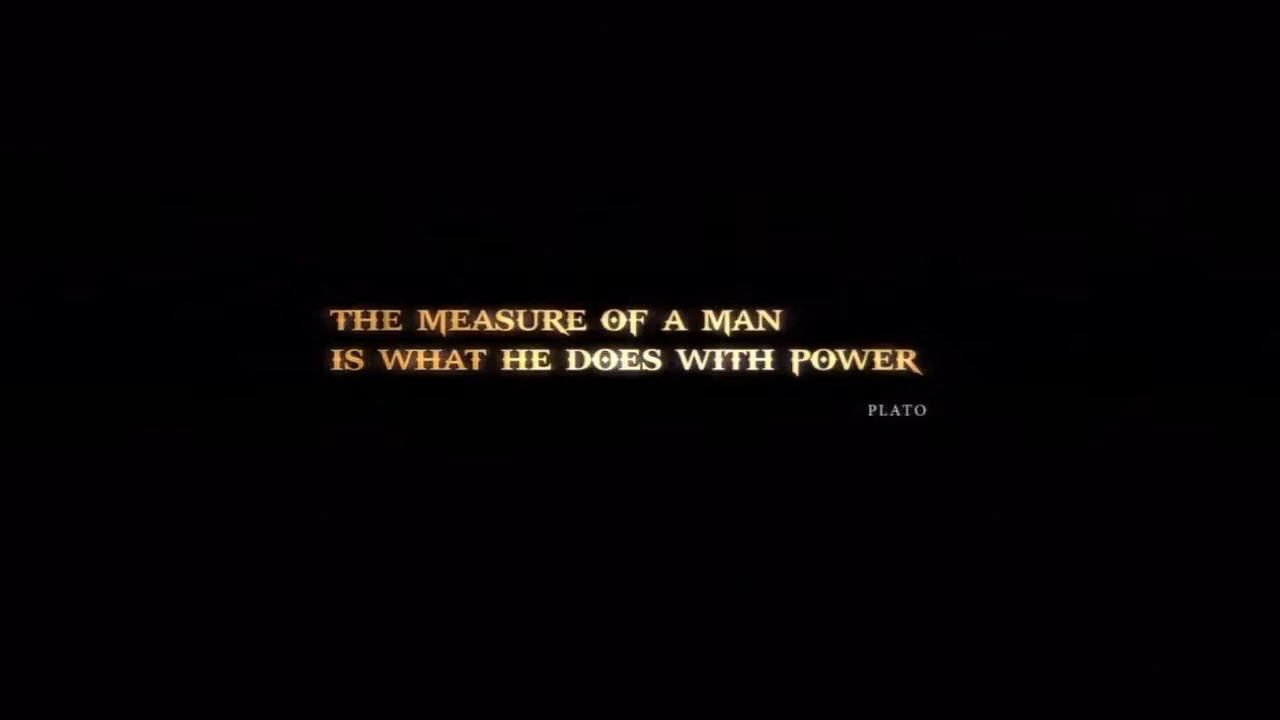 THE MEASURE OF A MAN
IS WHAT HE DOES WITH POWER
PLATO